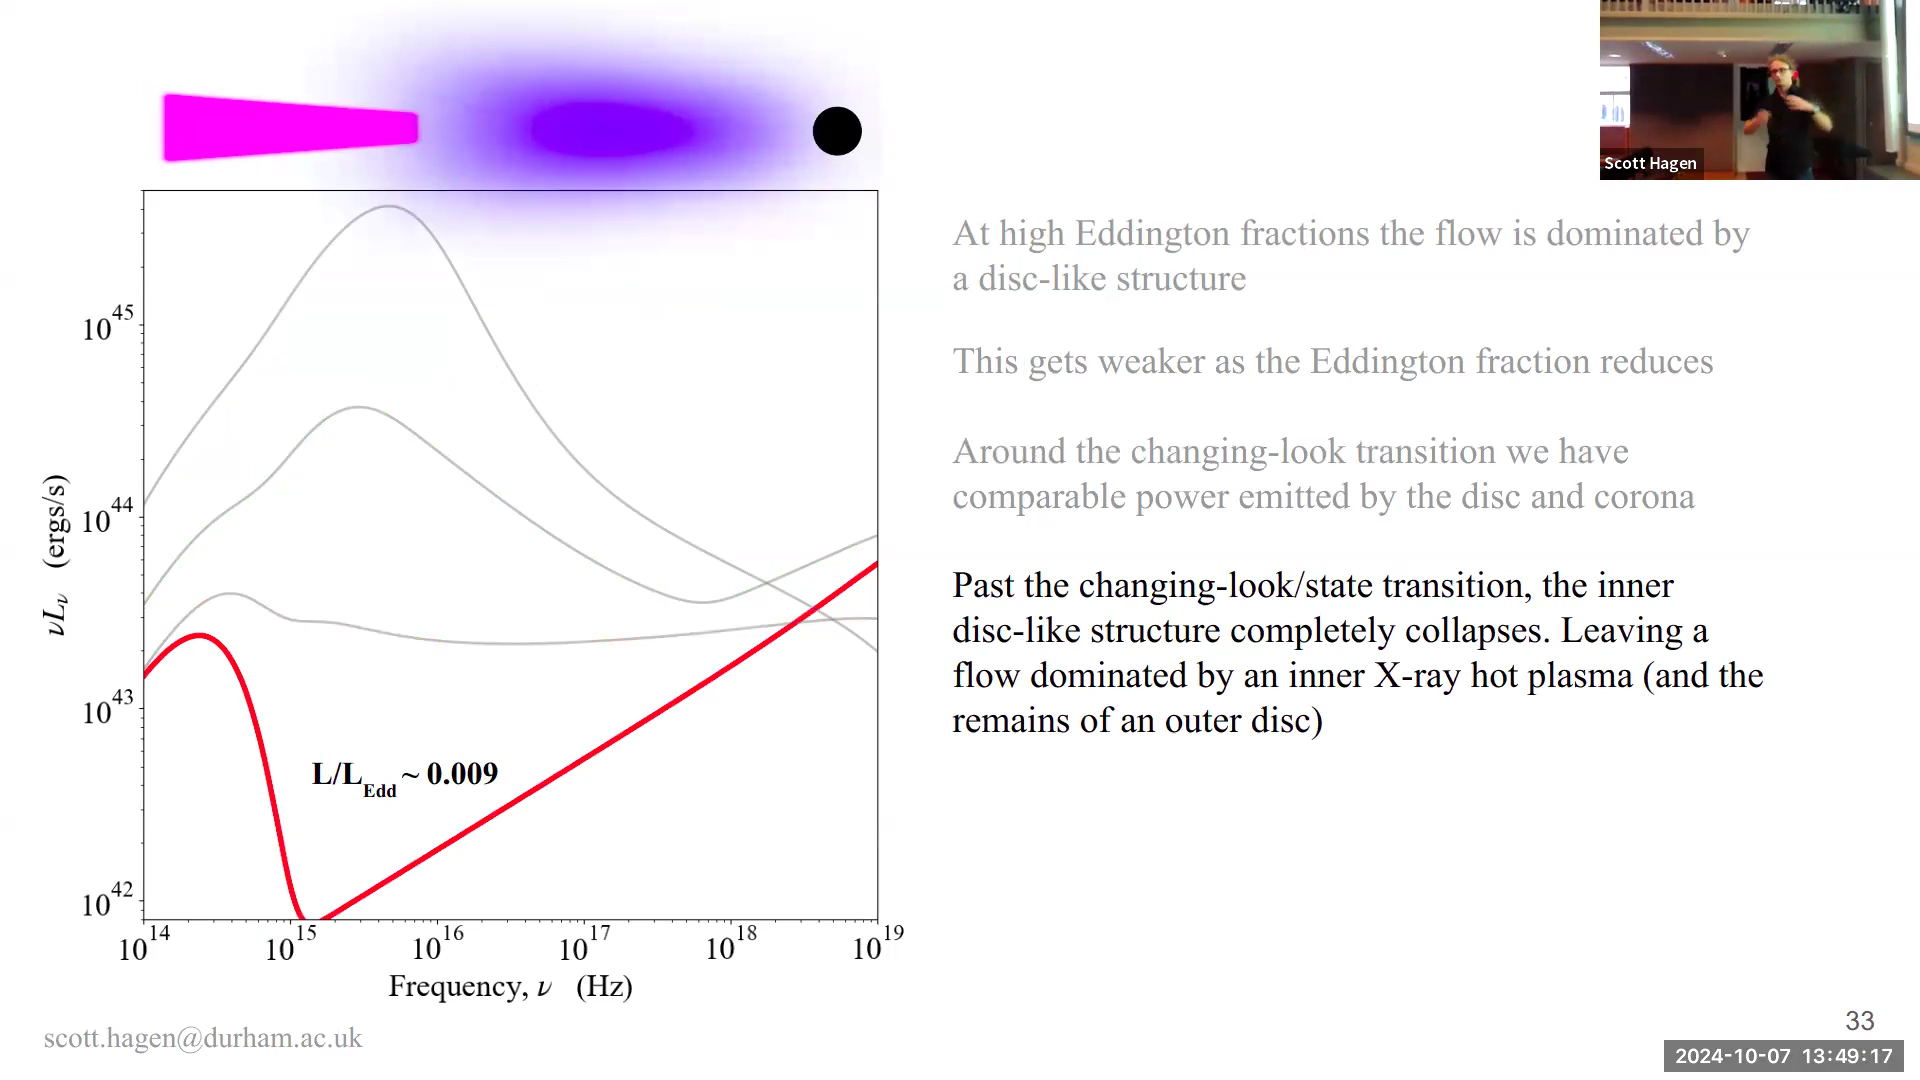 Scott Hagen
At high Eddington fractions the flow is dominated by
a disc-like structure
This gets weaker as the Eddington fraction reduces
Around the changing-look transition we have
comparable power emitted by the disc and corona
Past the changing-look/state transition, the inner
disc-like structure completely collapses. Leaving a
flow dominated by an inner X-ray hot plasma (and the
remains of an outer disc)
νLν (ergs/s)
10^45
10^44
10^43
10^42
L/L_Edd ~ 0.009
10^14 10^15 10^16 10^17 10^18 10^19
Frequency, ν (Hz)
scott.hagen@durham.ac.uk
33
2024-10-07 13:49:17